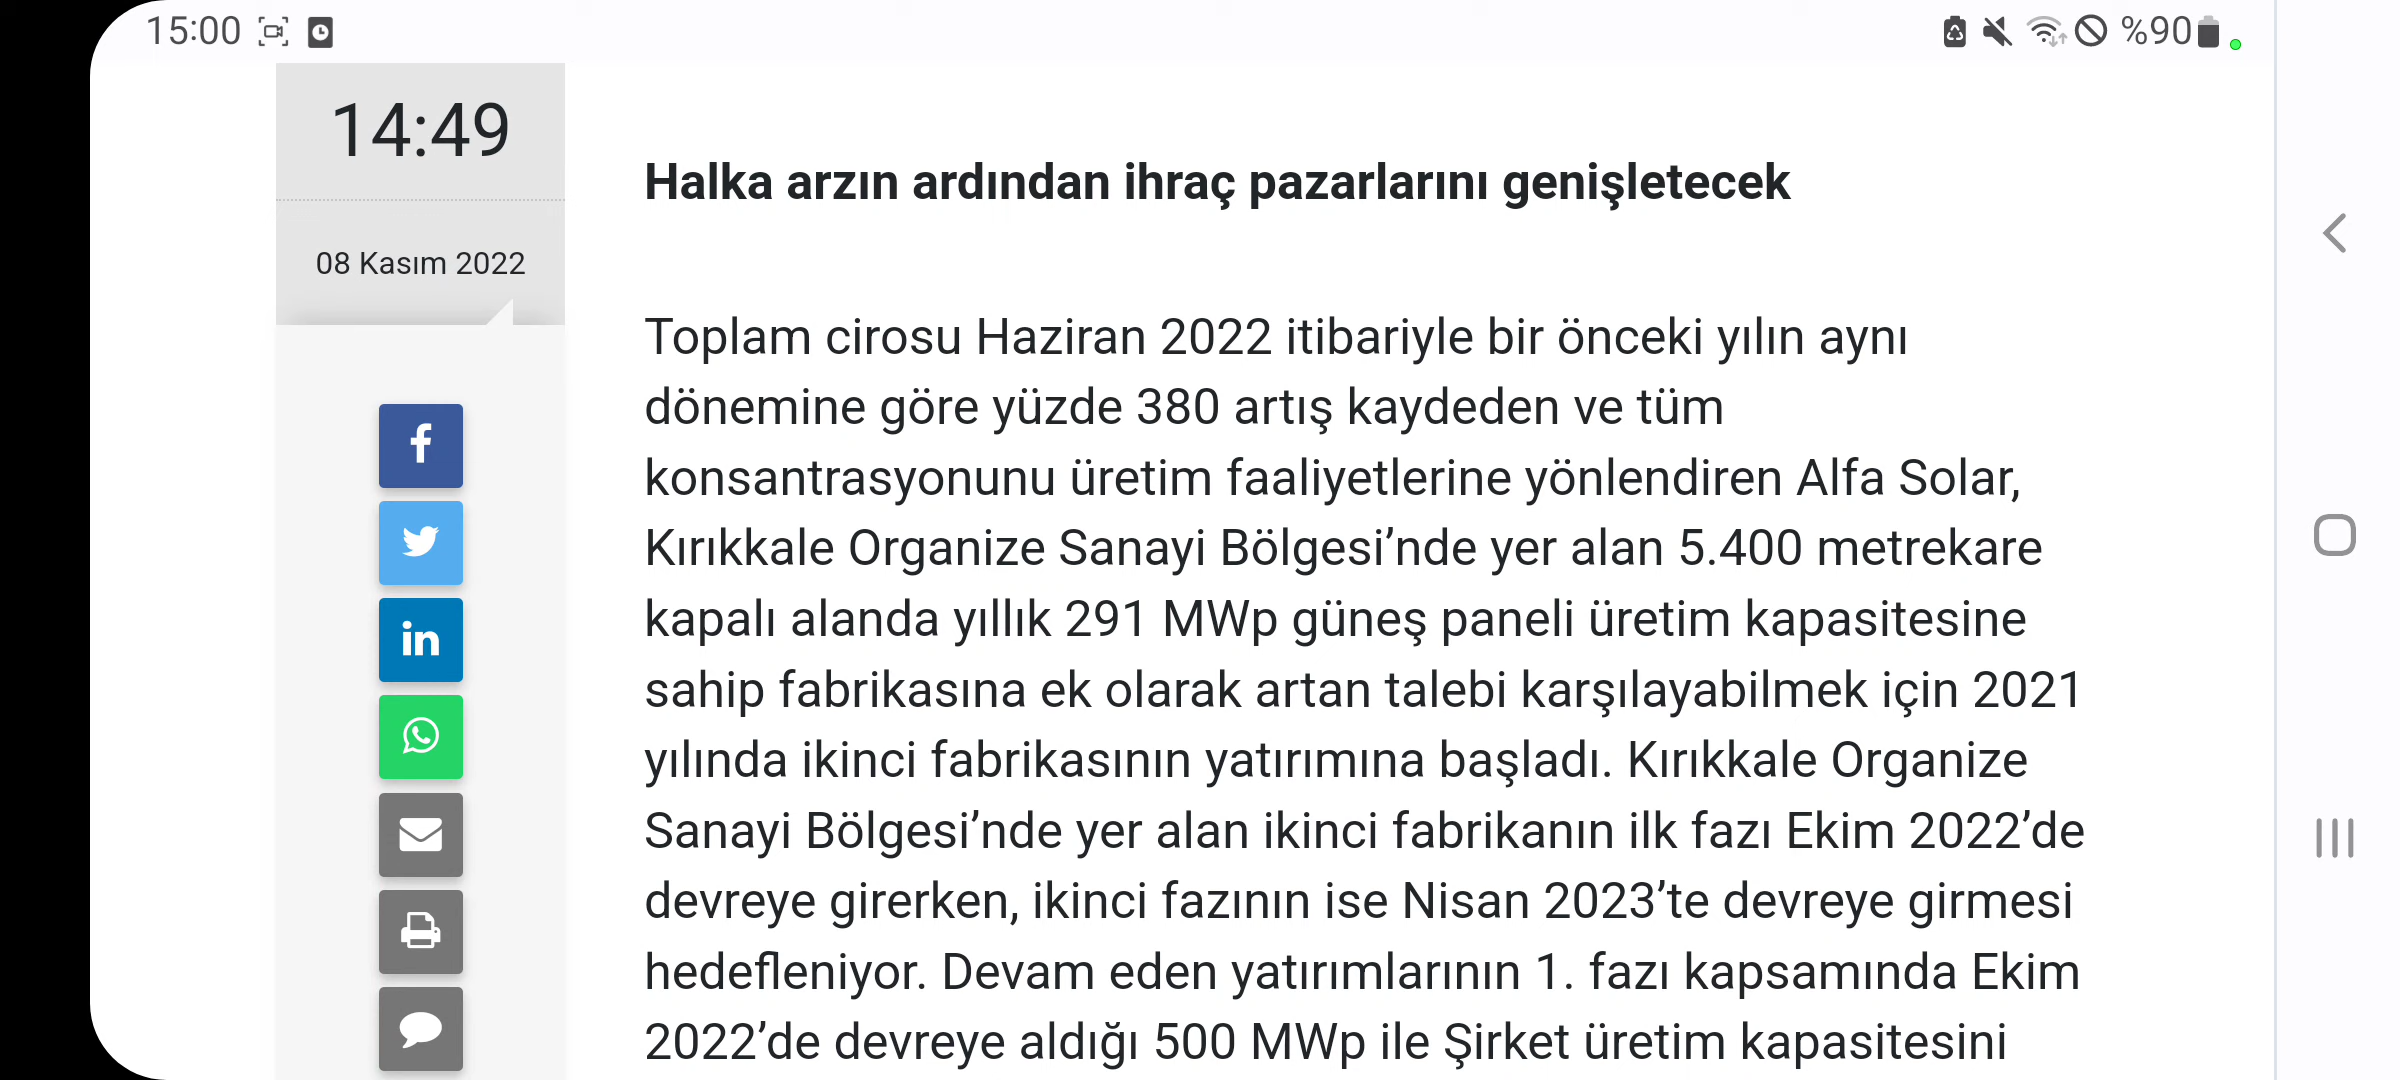 15:00
%90
14:49
08 Kasım 2022
Halka arzın ardından ihraç pazarlarını genişletecek
Toplam cirosu Haziran 2022 itibariyle bir önceki yılın aynı
dönemine göre yüzde 380 artış kaydeden ve tüm
konsantrasyonunu üretim faaliyetlerine yönlendiren Alfa Solar,
Kırıkkale Organize Sanayi Bölgesi’nde yer alan 5.400 metrekare
kapalı alanda yıllık 291 MWp güneş paneli üretim kapasitesine
sahip fabrikasına ek olarak artan talebi karşılayabilmek için 2021
yılında ikinci fabrikasının yatırımına başladı. Kırıkkale Organize
Sanayi Bölgesi’nde yer alan ikinci fabrikanın ilk fazı Ekim 2022’de
devreye girerken, ikinci fazının ise Nisan 2023’te devreye girmesi
hedefleniyor. Devam eden yatırımlarının 1. fazı kapsamında Ekim
2022’de devreye aldığı 500 MWp ile Şirket üretim kapasitesini